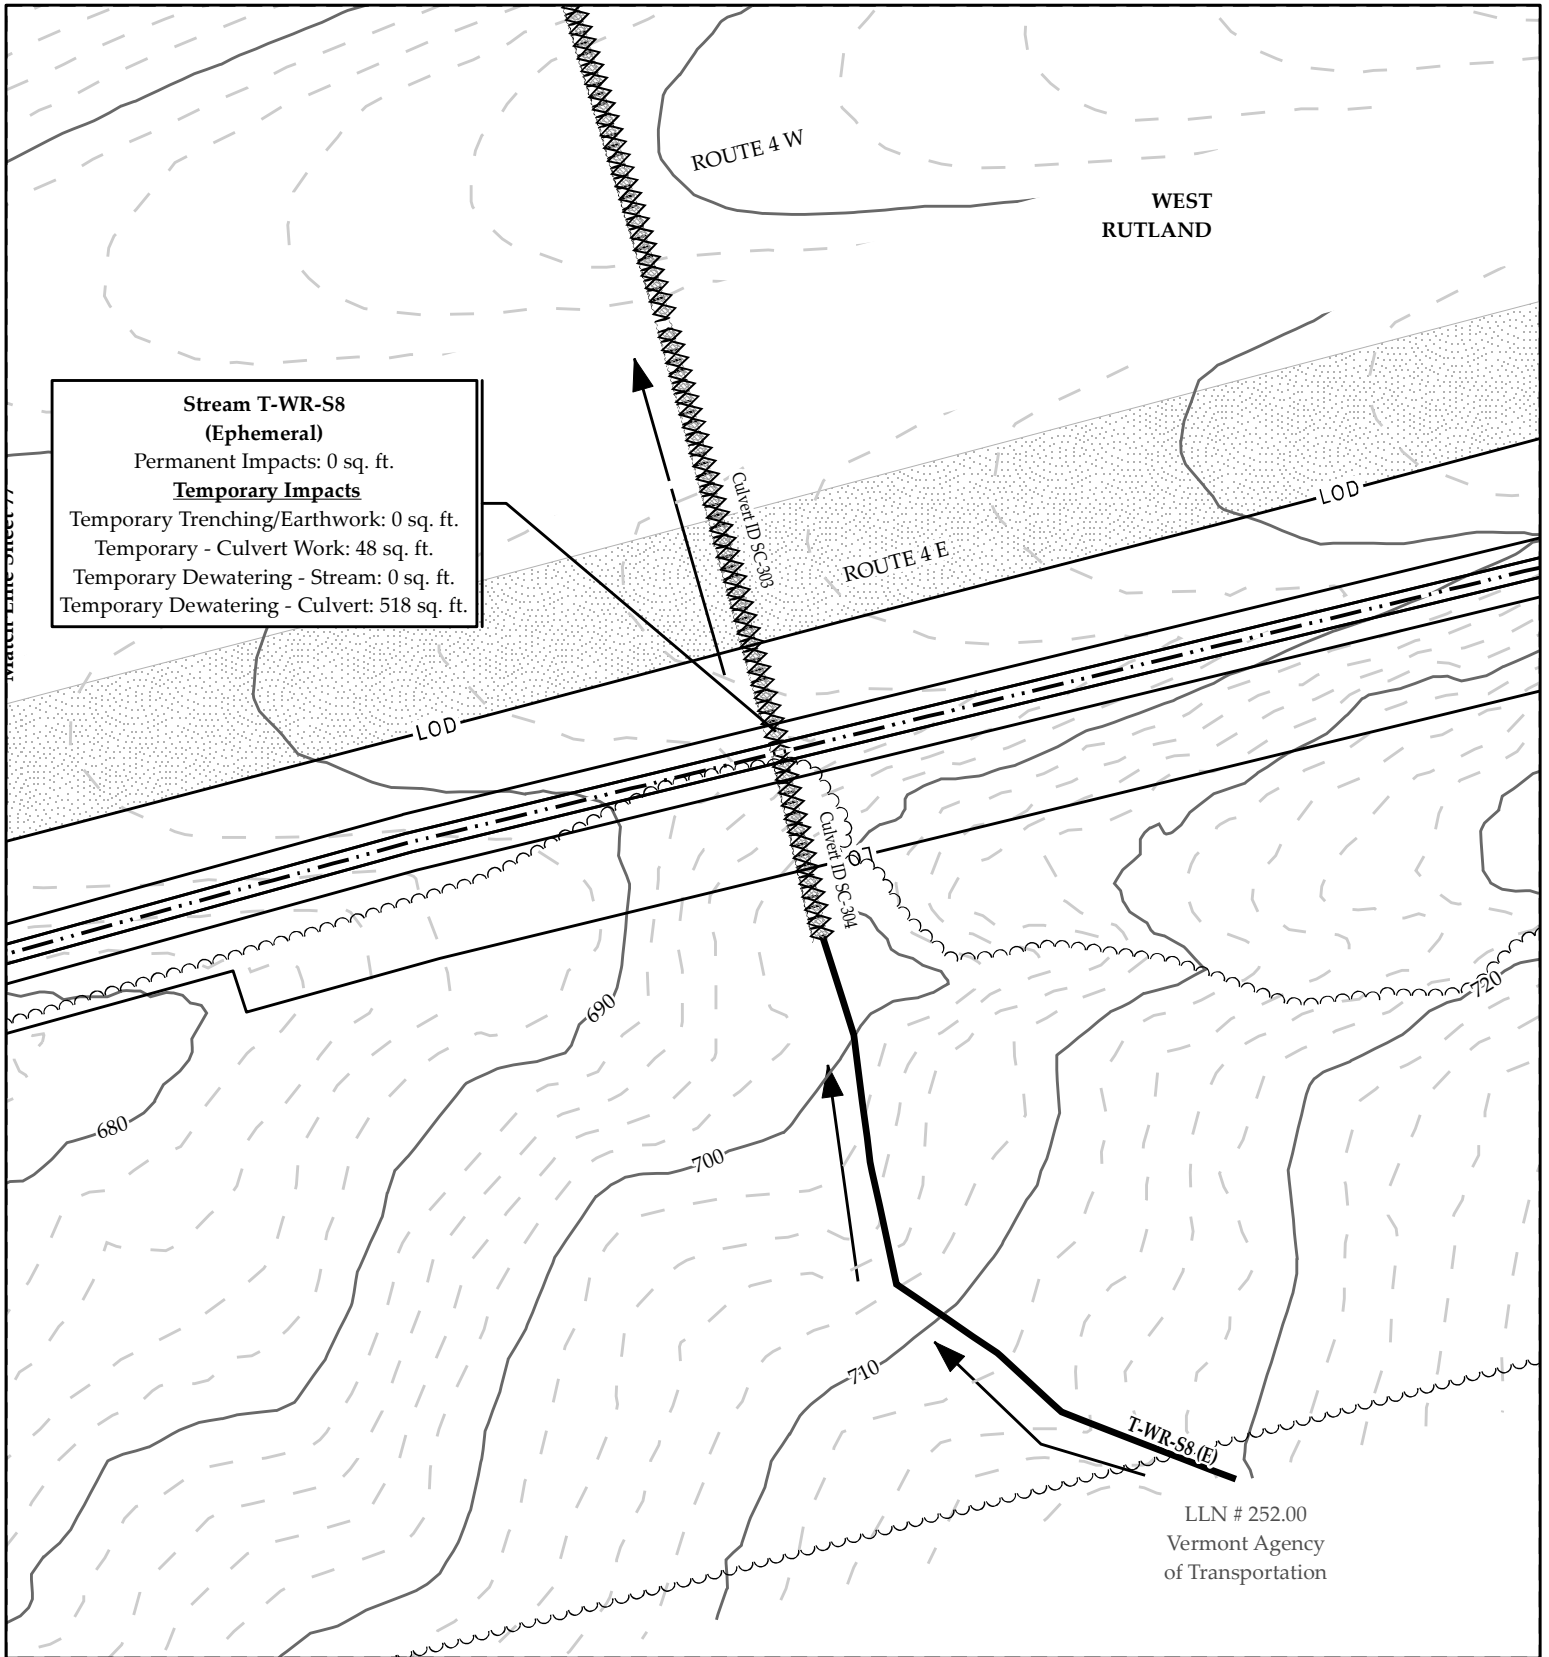 ROUTE 4 W
WEST
RUTLAND
Stream T-WR-S8
(Ephemeral)
Permanent Impacts: 0 sq. ft.
Temporary Impacts
Temporary Trenching/Earthwork: 0 sq. ft.
Temporary - Culvert Work: 48 sq. ft.
Temporary Dewatering - Stream: 0 sq. ft.
Temporary Dewatering - Culvert: 518 sq. ft.
Culvert ID SC-303
LOD
ROUTE 4 E
LOD
Culvert ID SC-304
720
690
680
700
710
T-WR-S8 (E)
LLN # 252.00
Vermont Agency
of Transportation